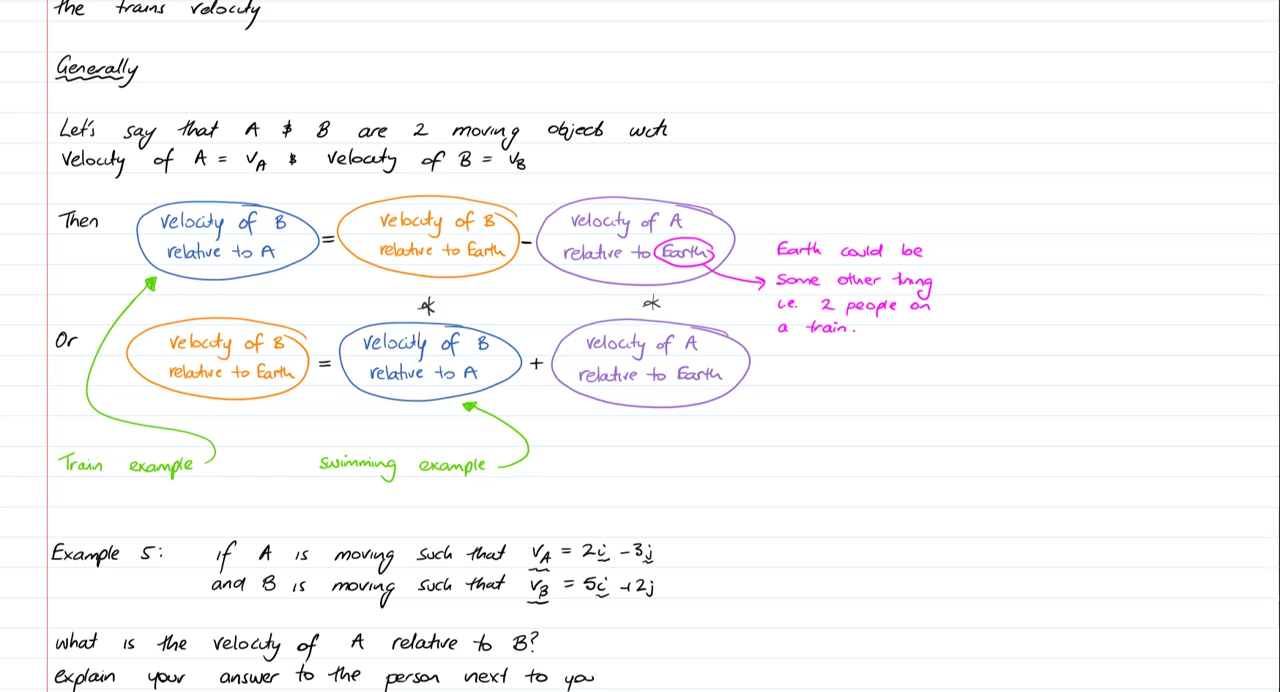 the trains velocity
Generally
Let's say that A & B are 2 moving object with
velocity of A = vA & velocity of B = vB
Then velocity of B relative to A = velocity of B relative to Earth - velocity of A relative to Earth
Earth could be
some other thing
i.e. 2 people on
a train.
* *
Or velocity of B relative to Earth = velocity of B relative to A + velocity of A relative to Earth
Train example swimming example
Example 5: if A is moving such that vA = 2i - 3j
and B is moving such that vB = 5i + 2j
what is the velocity of A relative to B?
explain your answer to the person next to you